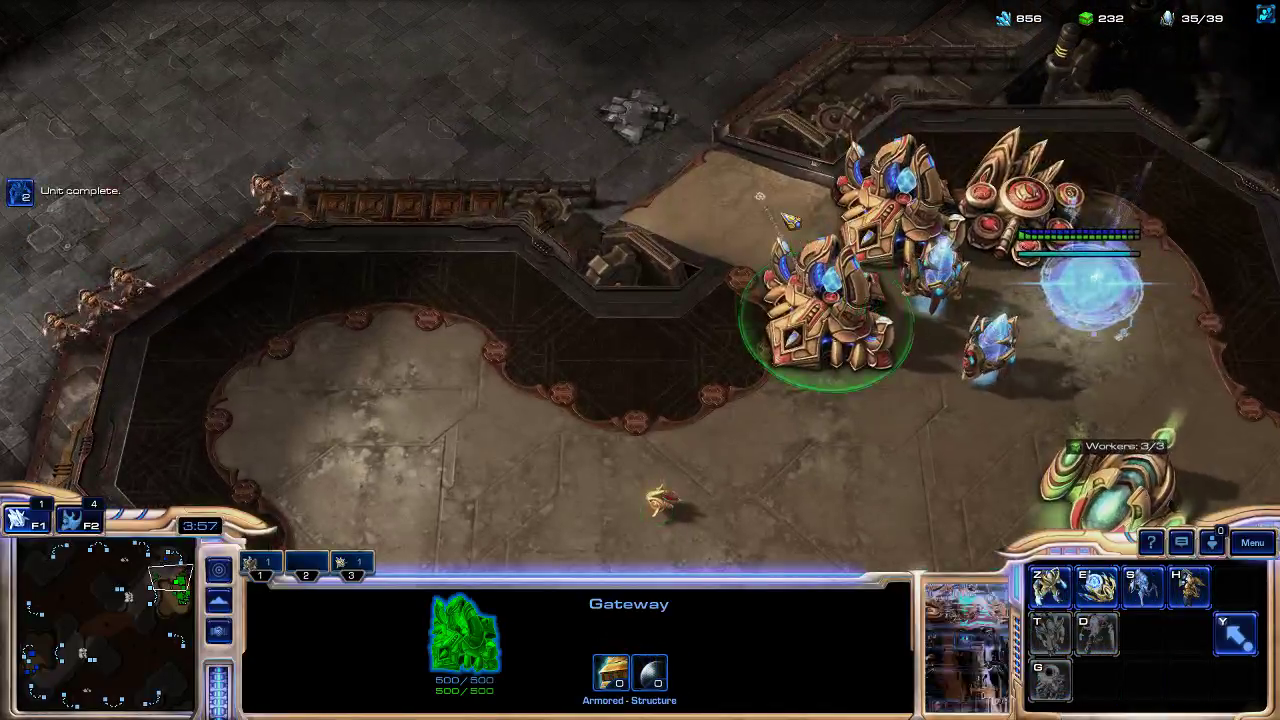 856 232 35/39
2 Unit complete.
Workers: 3/3
1 4
F1 F2
3:57
0
? Menu
1 1
1 2 3
Gateway
500/500
500/500
0 0
Armored - Structure
Z E S H
T D Y
G